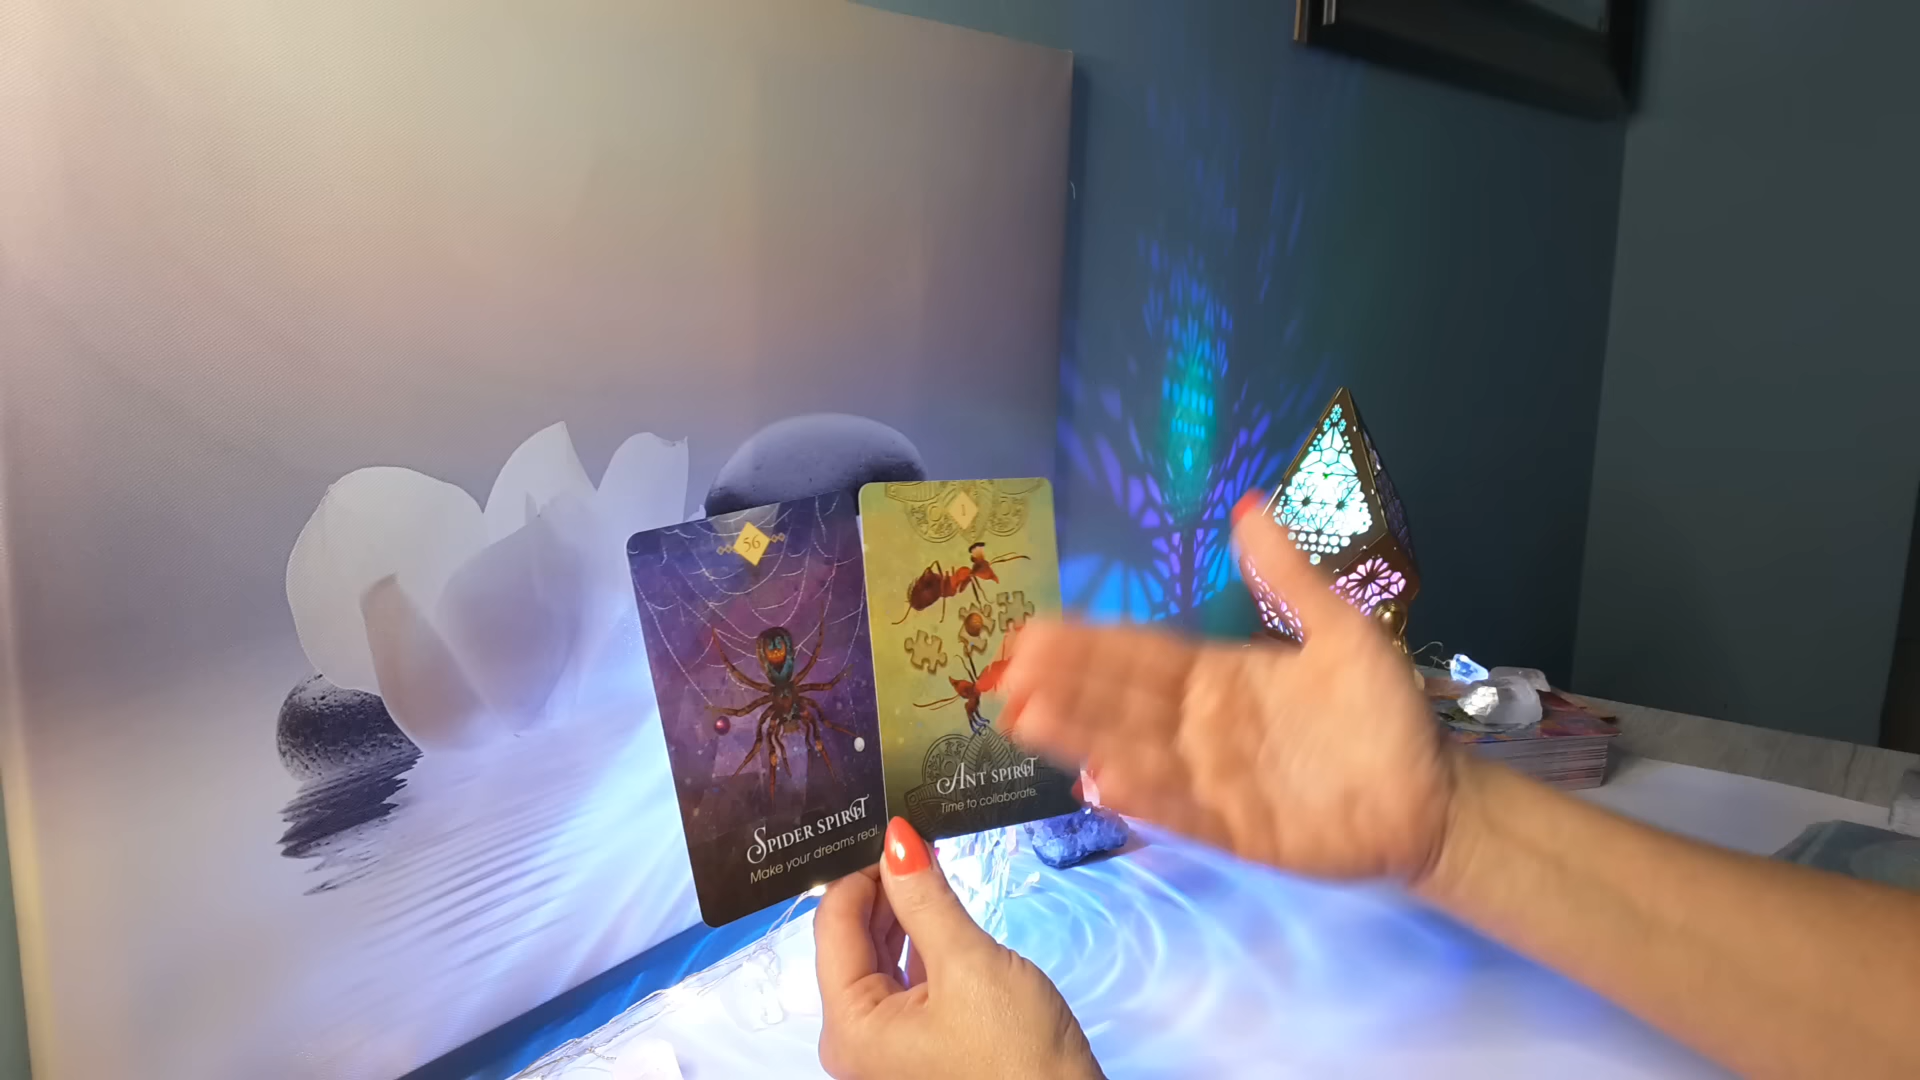 56
SPIDER SPIRIT
Make your dreams real.
1
ANT SPIRIT
Time to collaborate.